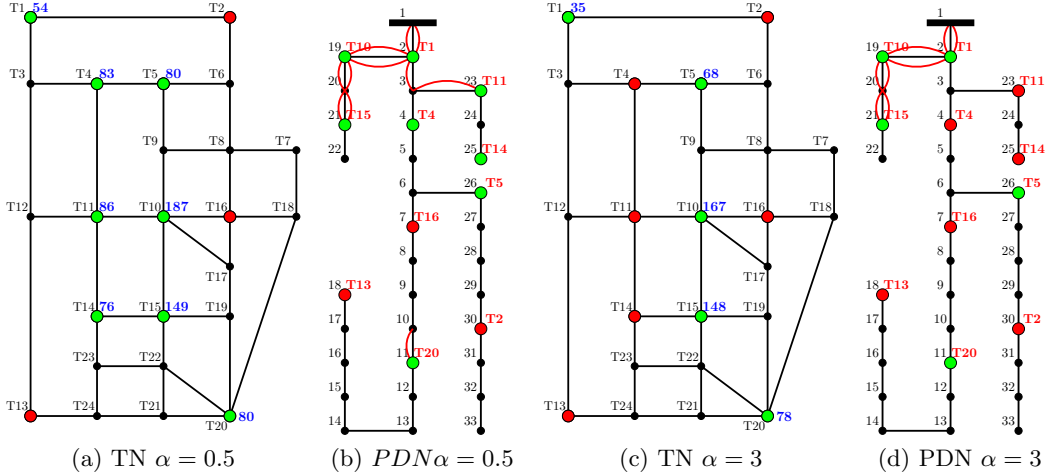 T1 54 T2
T3 T4 83 T5 80 T6
T9 T8 T7
T12 T11 86 T10 187 T16 T18
T17
T14 76 T15 149 T19
T23 T22
T13 T24 T21 T20 80
(a) TN α = 0.5
1
19 T10 2 T1
20 3 23 T11
21 T15 4 T4 24
22 5 25 T14
6 26 T5
7 T16 27
8 28
18 T13 9 29
17 10 30 T2
16 11 T20 31
15 12 32
14 13 33
(b) PDNα = 0.5
T1 35 T2
T3 T4 T5 68 T6
T9 T8 T7
T12 T11 T10 167 T16 T18
T17
T14 T15 148 T19
T23 T22
T13 T24 T21 T20 78
(c) TN α = 3
1
19 T10 2 T1
20 3 23 T11
21 T15 4 T4 24
22 5 25 T14
6 26 T5
7 T16 27
8 28
18 T13 9 29
17 10 30 T2
16 11 T20 31
15 12 32
14 13 33
(d) PDN α = 3